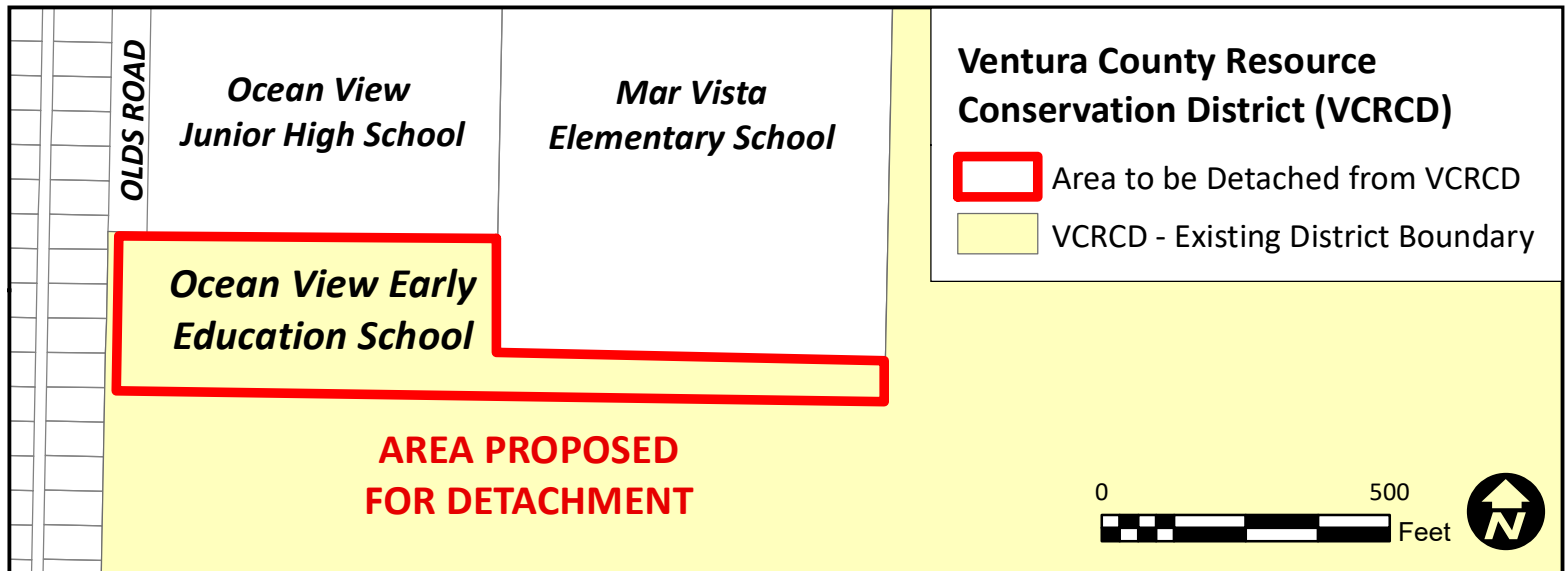 OLDS ROAD
Ocean View
Junior High School
Mar Vista
Elementary School
Ventura County Resource
Conservation District (VCRCD)
Area to be Detached from VCRCD
VCRCD - Existing District Boundary
Ocean View Early
Education School
AREA PROPOSED
FOR DETACHMENT
0 500
Feet
N